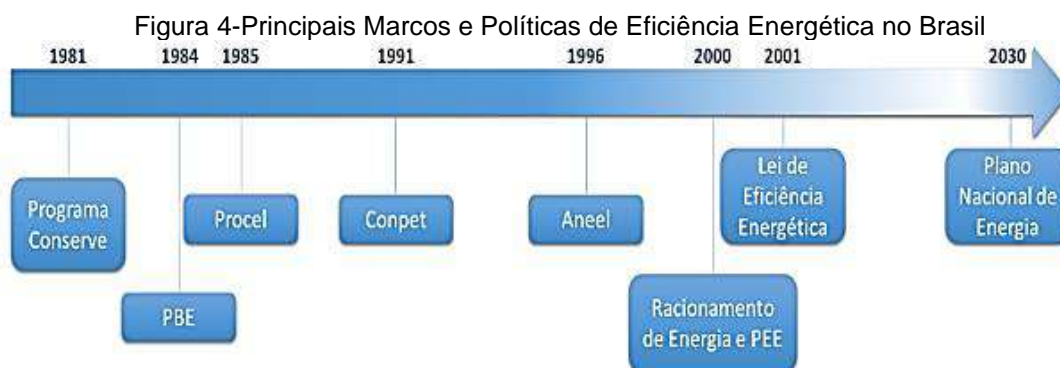 Figura 4-Principais Marcos e Políticas de Eficiência Energética no Brasil
1981 1984 1985 1991 1996 2000 2001 2030
Programa
Conserve
PBE
Procel
Conpet
Aneel
Racionamento
de Energia e PEE
Lei de
Eficiência
Energética
Plano
Nacional de
Energia